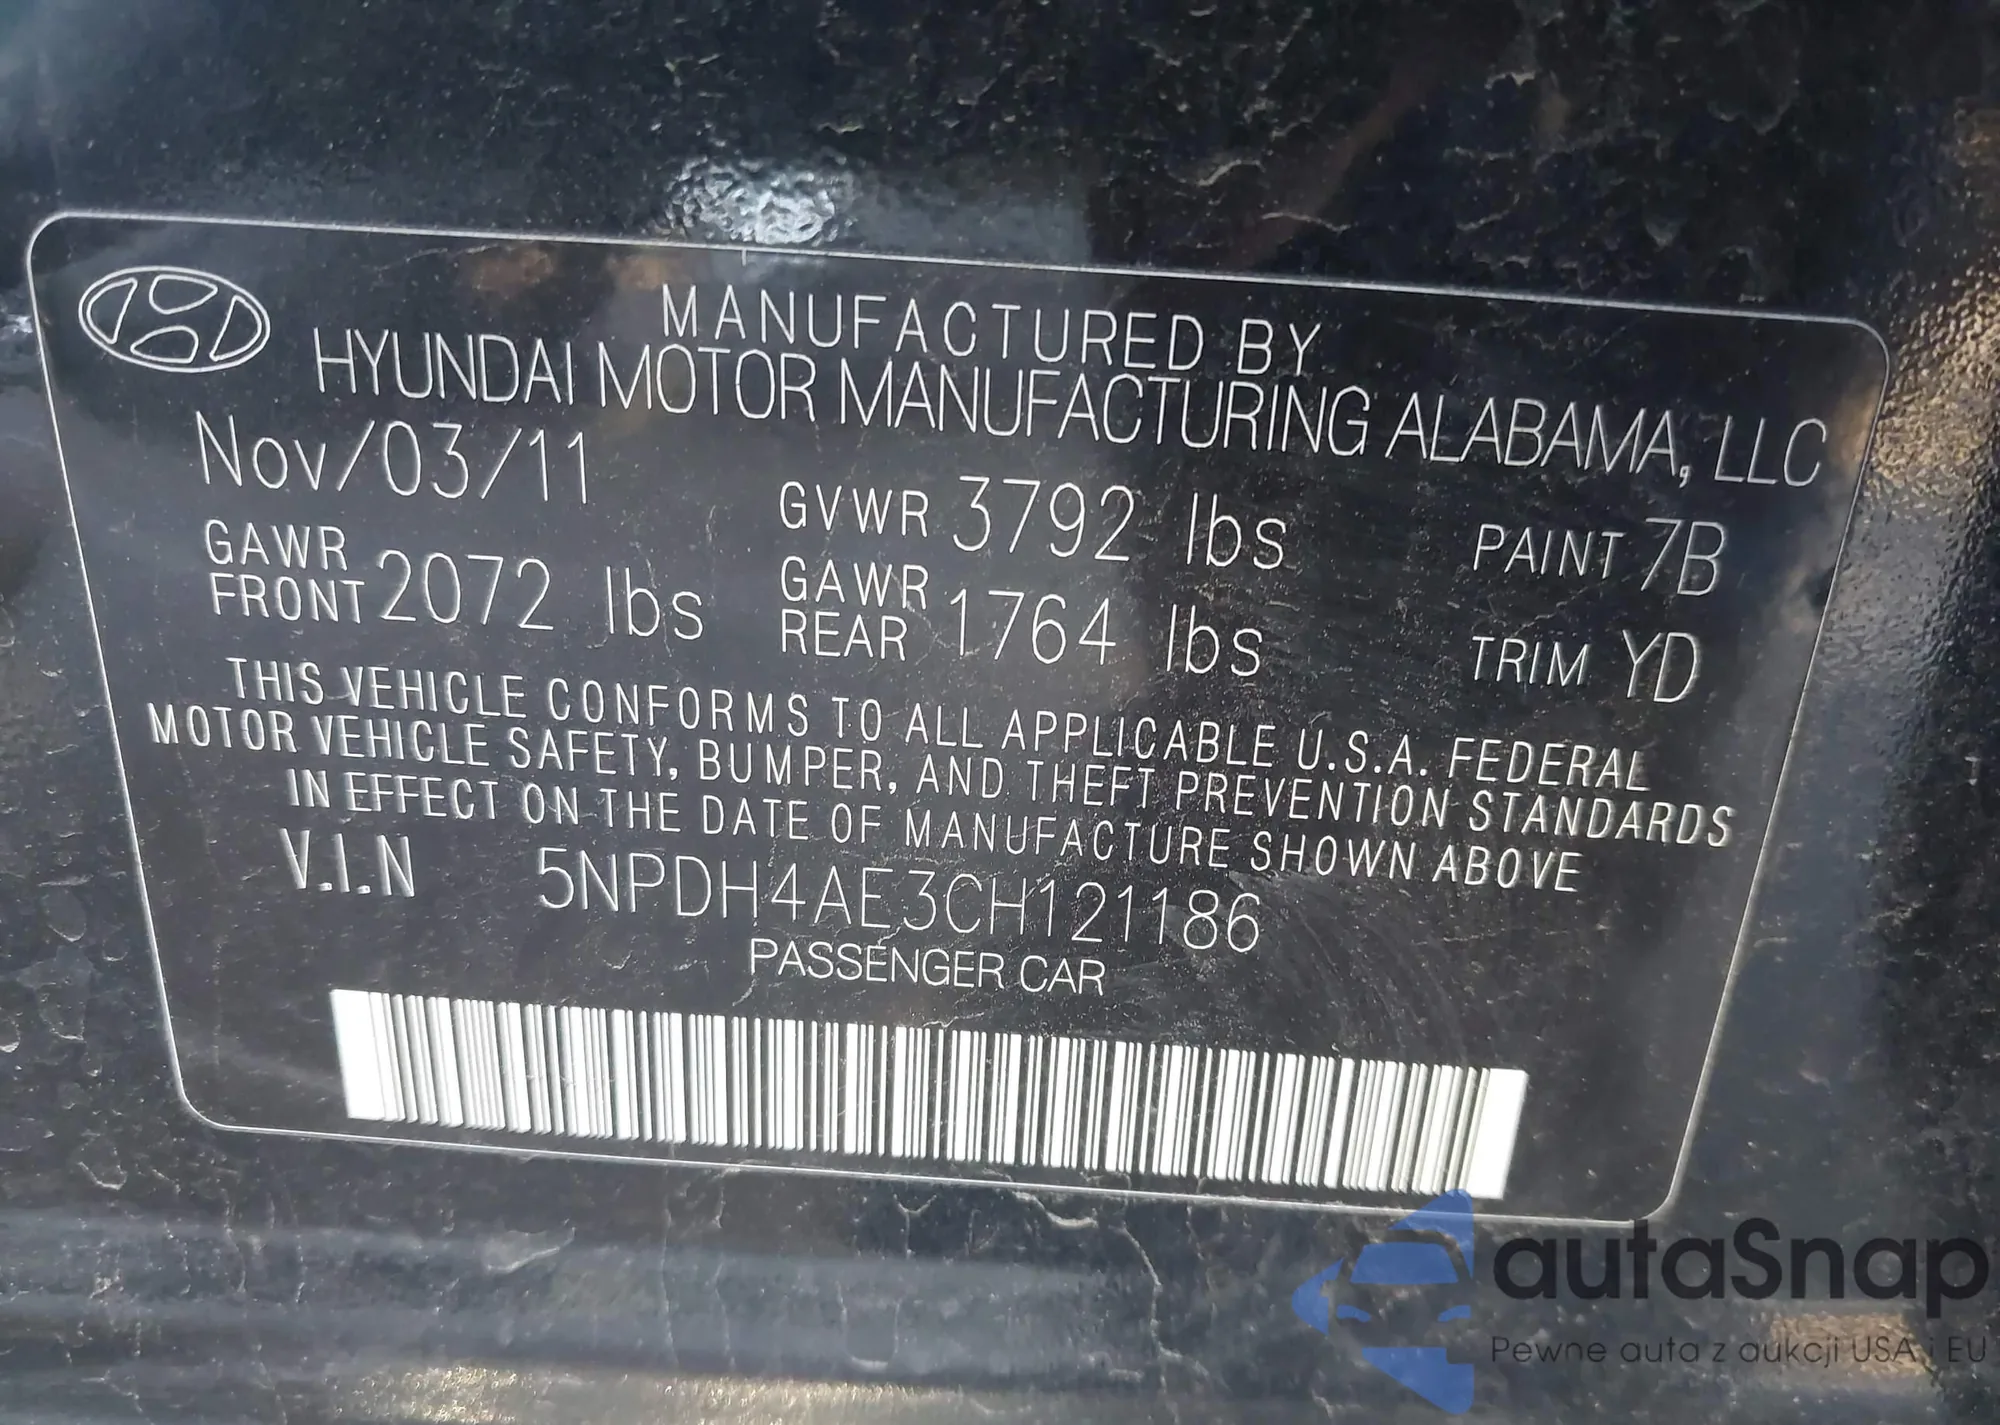 MANUFACTURED BY
HYUNDAI MOTOR MANUFACTURING ALABAMA, LLC
Nov/03/11
GVWR 3792 lbs
PAINT 7B
GAWR FRONT 2072 lbs
GAWR REAR 1764 lbs
TRIM YD
THIS VEHICLE CONFORMS TO ALL APPLICABLE U.S.A. FEDERAL
MOTOR VEHICLE SAFETY, BUMPER, AND THEFT PREVENTION STANDARDS
IN EFFECT ON THE DATE OF MANUFACTURE SHOWN ABOVE
V.I.N 5NPDH4AE3CH121186
PASSENGER CAR
autaSnap
Pewne auta z aukcji USA i EU